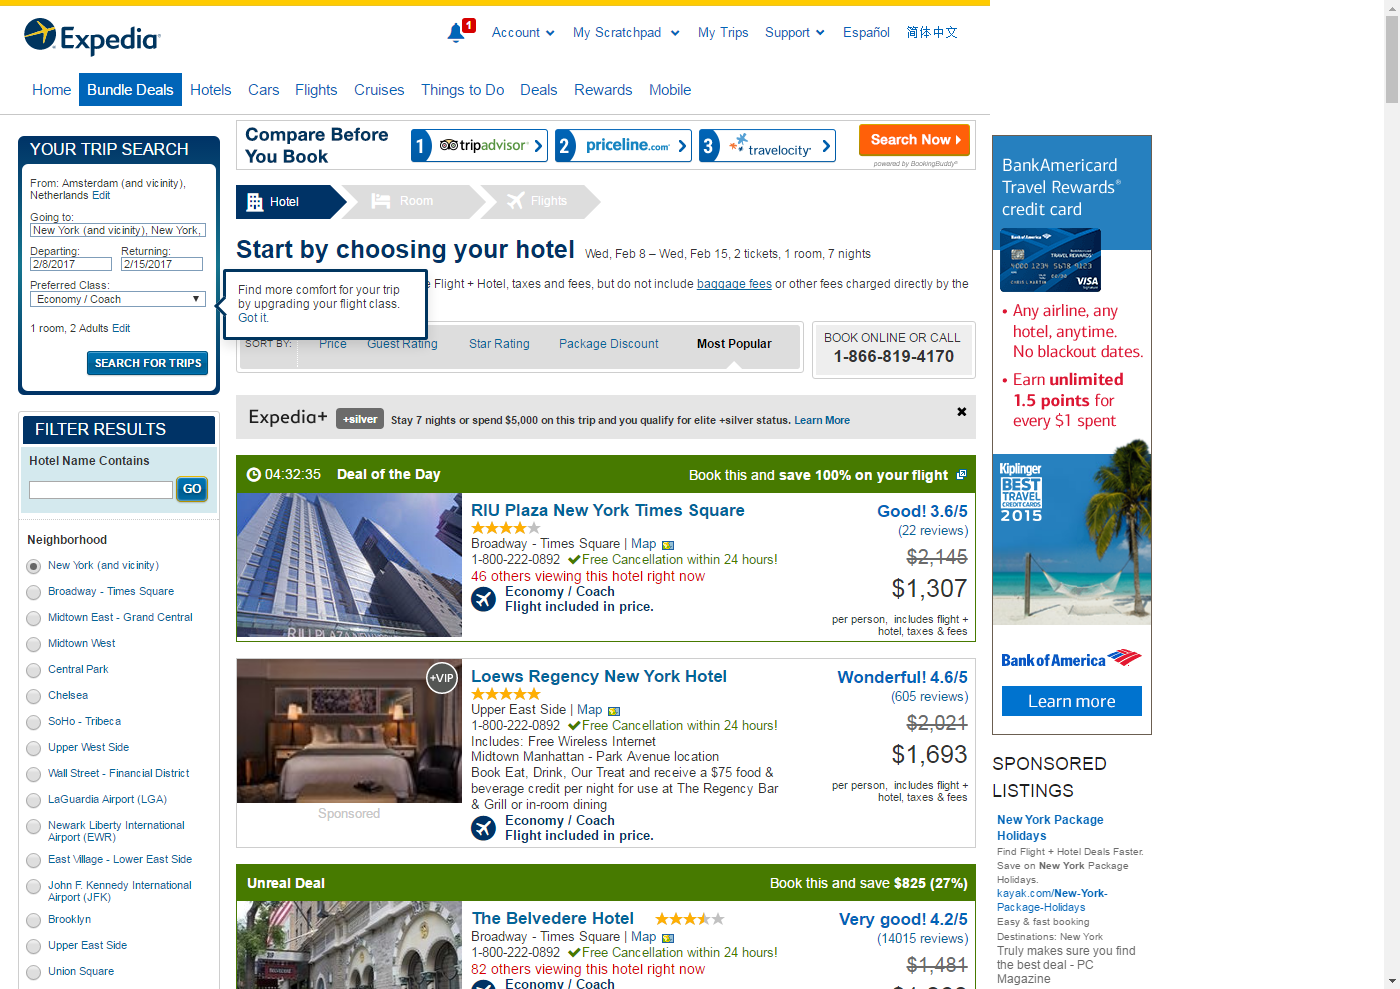 Expedia
1
Account
My Scratchpad
My Trips
Support
Español
简体中文
Home
Bundle Deals
Hotels
Cars
Flights
Cruises
Things to Do
Deals
Rewards
Mobile
YOUR TRIP SEARCH
From: Amsterdam (and vicinity),
Netherlands Edit
Going to:
New York (and vicinity), New York,
Departing:
Returning:
2/8/2017
2/15/2017
Preferred Class:
Economy / Coach
1 room, 2 Adults Edit
SEARCH FOR TRIPS
FILTER RESULTS
Hotel Name Contains
GO
Neighborhood
New York (and vicinity)
Broadway - Times Square
Midtown East - Grand Central
Midtown West
Central Park
Chelsea
SoHo - Tribeca
Upper West Side
Wall Street - Financial District
LaGuardia Airport (LGA)
Newark Liberty International
Airport (EWR)
East Village - Lower East Side
John F. Kennedy International
Airport (JFK)
Brooklyn
Upper East Side
Union Square
Compare Before
You Book
1 tripadvisor
2 priceline.com
3 travelocity
Search Now
powered by BookingBuddy
Hotel
Room
Flights
Start by choosing your hotel
Wed, Feb 8 – Wed, Feb 15, 2 tickets, 1 room, 7 nights
Flight + Hotel, taxes and fees, but do not include baggage fees or other fees charged directly by the
Find more comfort for your trip
by upgrading your flight class.
Got it.
SORT BY:
Price
Guest Rating
Star Rating
Package Discount
Most Popular
BOOK ONLINE OR CALL
1-866-819-4170
Expedia+
+silver
Stay 7 nights or spend $5,000 on this trip and you qualify for elite +silver status. Learn More
04:32:35
Deal of the Day
Book this and save 100% on your flight
RIU PLAZA NEW YORK
RIU Plaza New York Times Square
Broadway - Times Square | Map
1-800-222-0892
Free Cancellation within 24 hours!
46 others viewing this hotel right now
Economy / Coach
Flight included in price.
Good! 3.6/5
(22 reviews)
$2,145
$1,307
per person, includes flight +
hotel, taxes & fees
+VIP
Sponsored
Loews Regency New York Hotel
Upper East Side | Map
1-800-222-0892
Free Cancellation within 24 hours!
Includes: Free Wireless Internet
Midtown Manhattan - Park Avenue location
Book Eat, Drink, Our Treat and receive a $75 food &
beverage credit per night for use at The Regency Bar
& Grill or in-room dining
Economy / Coach
Flight included in price.
Wonderful! 4.6/5
(605 reviews)
$2,021
$1,693
per person, includes flight +
hotel, taxes & fees
Unreal Deal
Book this and save $825 (27%)
The Belvedere Hotel
Broadway - Times Square | Map
1-800-222-0892
Free Cancellation within 24 hours!
82 others viewing this hotel right now
Economy / Coach
Very good! 4.2/5
(14015 reviews)
$1,481
BankAmericard
Travel Rewards®
credit card
Bank of America
TRAVEL REWARDS
4000 1234 5678 9123
CHRIS L MARTIN
VISA
• Any airline, any
hotel, anytime.
No blackout dates.
• Earn unlimited
1.5 points for
every $1 spent
Kiplinger
BEST
TRAVEL
CREDIT CARDS
2015
Bank of America
Learn more
SPONSORED
LISTINGS
New York Package
Holidays
Find Flight + Hotel Deals Faster.
Save on New York Package
Holidays.
kayak.com/New-York-
Package-Holidays
Easy & fast booking
Destinations: New York
Truly makes sure you find
the best deal - PC
Magazine